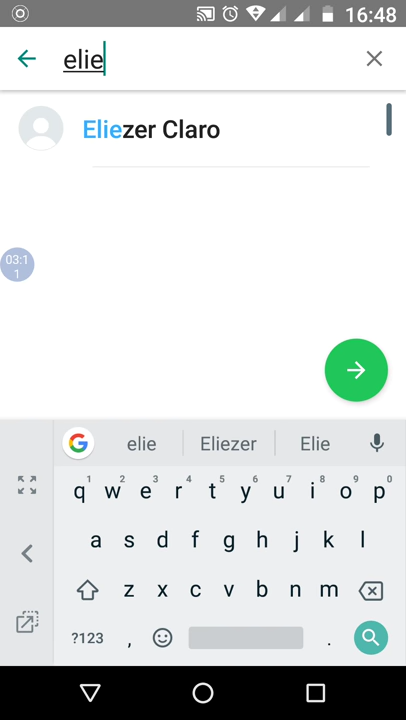 16:48
elie
Eliezer Claro
03:1
1
elie Eliezer Elie
1 2 3 4 5 6 7 8 9 0
q w e r t y u i o p
a s d f g h j k l
z x c v b n m
?123 , .